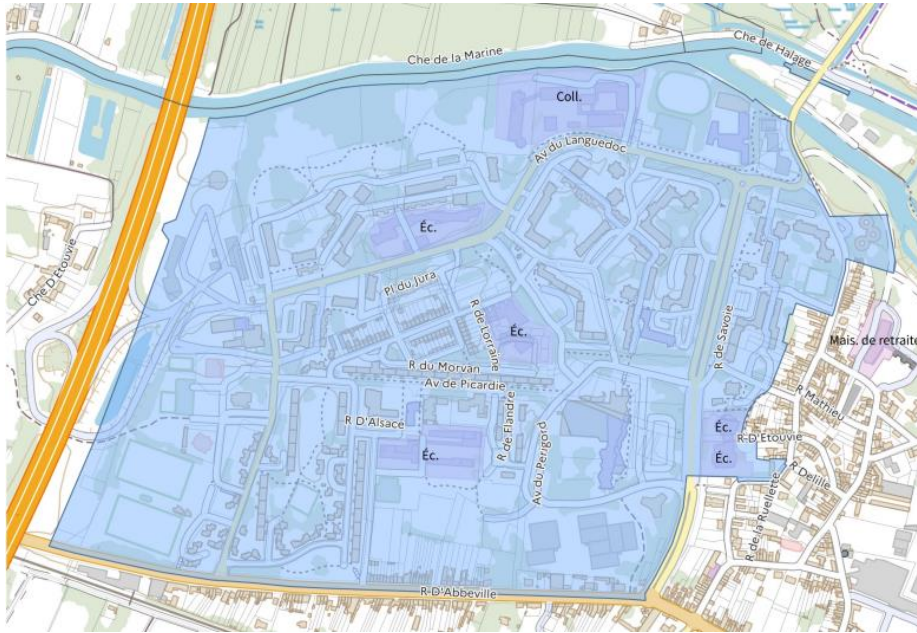 Che de la Marine
Che de Halage
Coll.
Av du Languedoc
Éc.
Che D'Etouvie
Pl du Jura
R de Lorraine
Éc.
R de Savoie
Mais. de retraite
R du Morvan
Av de Picardie
R Mathieu
R D'Alsace
R de Flandre
Éc.
R D'Etouvie
Éc.
Éc.
Av du Perigord
R Delille
R de la Ruellette
R D'Abbeville